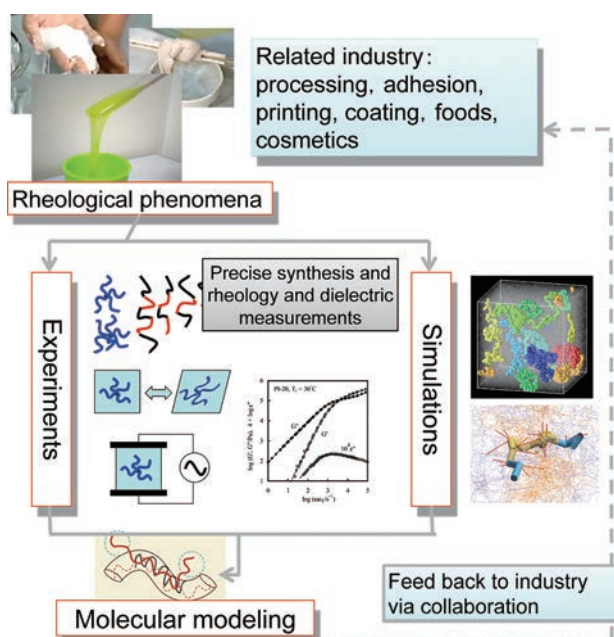 Related industry:
processing, adhesion,
printing, coating, foods,
cosmetics
Rheological phenomena
Experiments
Precise synthesis and
rheology and dielectric
measurements
Simulations
G"
G'
Molecular modeling
Feed back to industry
via collaboration